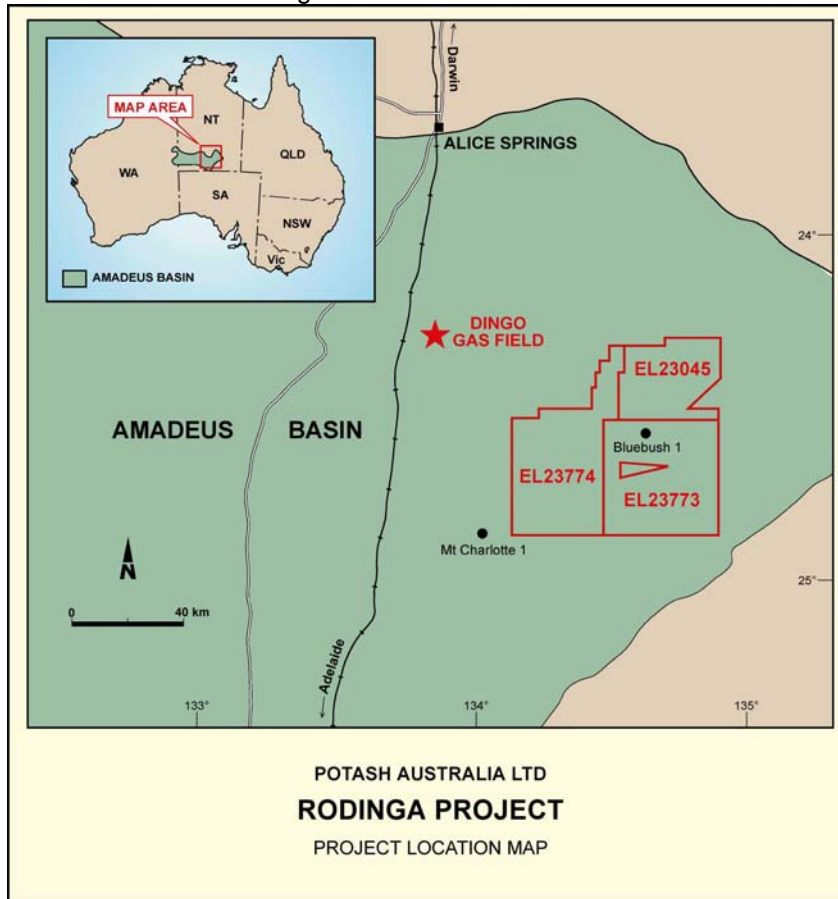 Darwin
MAP AREA
NT
WA
QLD
SA
NSW
Vic
AMADEUS BASIN
ALICE SPRINGS
24°
DINGO
GAS FIELD
EL23045
AMADEUS BASIN
Bluebush 1
EL23774
EL23773
Mt Charlotte 1
N
25°
0 40 km
Adelaide
133° 134° 135°
POTASH AUSTRALIA LTD
RODINGA PROJECT
PROJECT LOCATION MAP